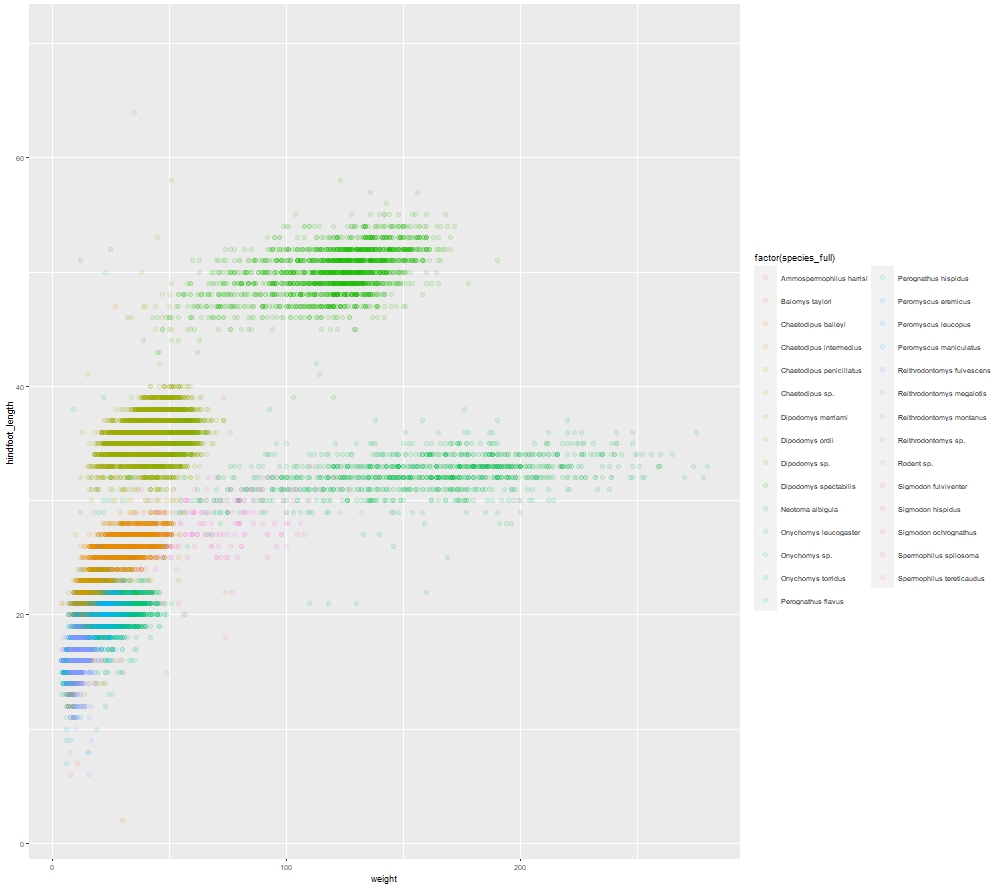 60
40
20
0
0
100
200
weight
hindfoot_length
factor(species_full)
Ammospermophilus harrisi
Baiomys taylori
Chaetodipus baileyi
Chaetodipus intermedius
Chaetodipus penicillatus
Chaetodipus sp.
Dipodomys merriami
Dipodomys ordii
Dipodomys sp.
Dipodomys spectabilis
Neotoma albigula
Onychomys leucogaster
Onychomys sp.
Onychomys torridus
Perognathus flavus
Perognathus hispidus
Peromyscus eremicus
Peromyscus leucopus
Peromyscus maniculatus
Reithrodontomys fulvescens
Reithrodontomys megalotis
Reithrodontomys montanus
Reithrodontomys sp.
Rodent sp.
Sigmodon fulviventer
Sigmodon hispidus
Sigmodon ochrognathus
Spermophilus spilosoma
Spermophilus tereticaudus